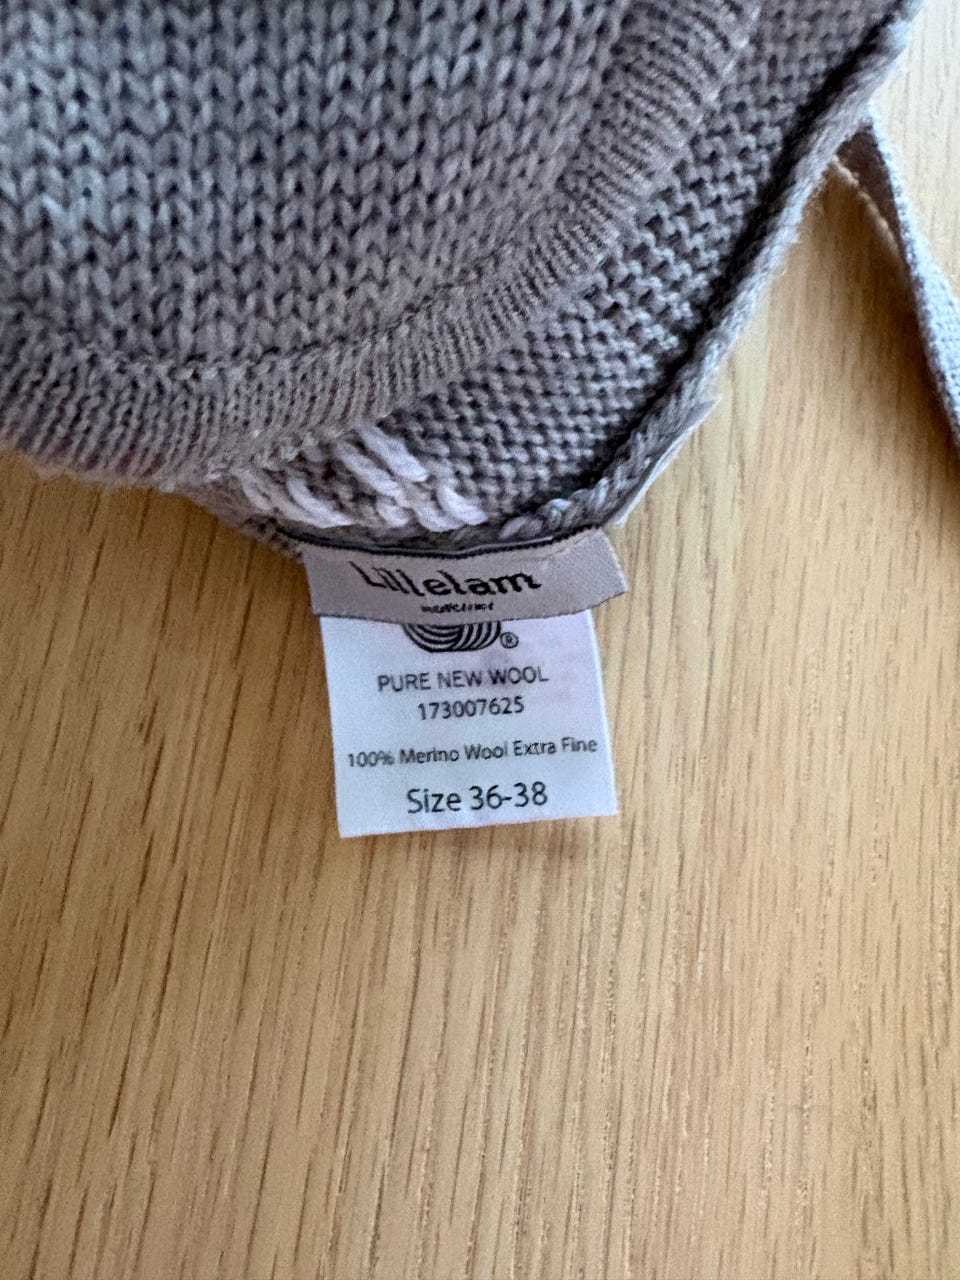 Lillelam
®
PURE NEW WOOL
173007625
100% Merino Wool Extra Fine
Size 36-38